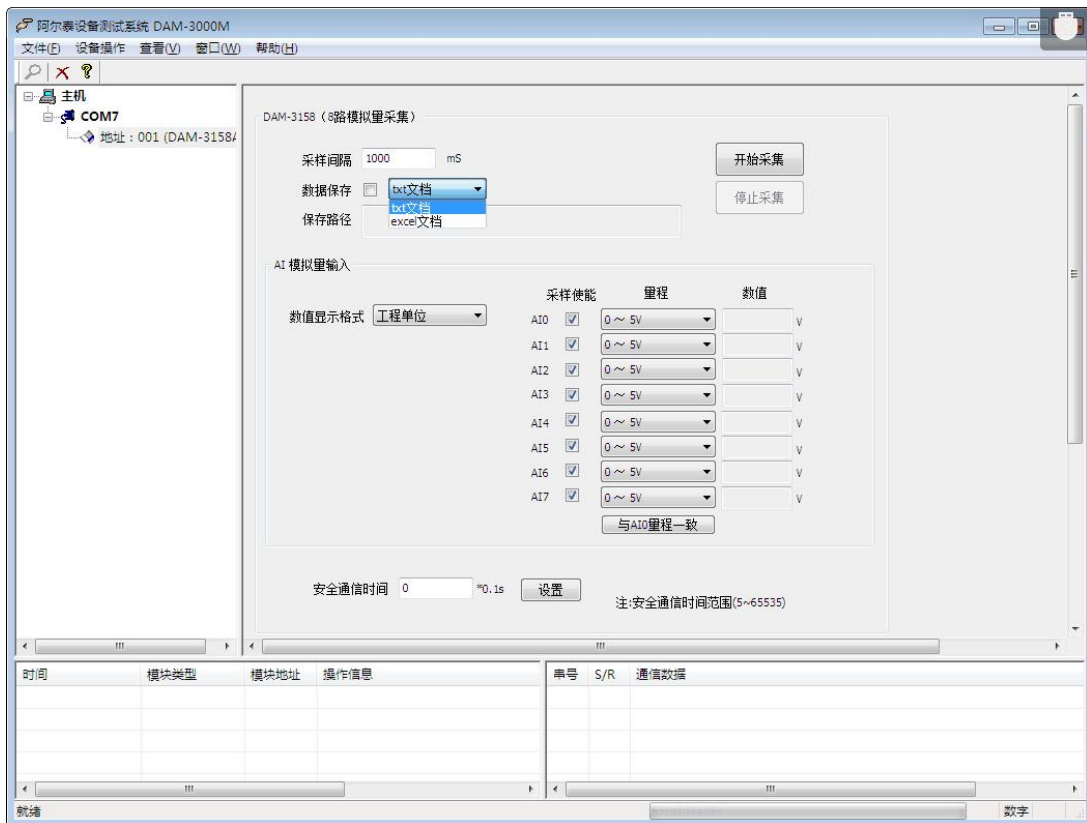 阿尔泰设备测试系统 DAM-3000M
文件(F) 设备操作 查看(V) 窗口(W) 帮助(H)
主机
COM7
地址：001 (DAM-3158A
DAM-3158（8路模拟量采集）
采样间隔 1000 mS
开始采集
数据保存 txt文档
停止采集
txt文档
excel文档
保存路径
AI 模拟量输入
采样使能 量程 数值
数值显示格式 工程单位
AI0 0～ 5V V
AI1 0～ 5V V
AI2 0～ 5V V
AI3 0～ 5V V
AI4 0～ 5V V
AI5 0～ 5V V
AI6 0～ 5V V
AI7 0～ 5V V
与AI0量程一致
安全通信时间 0 *0.1s 设置
注:安全通信时间范围(5~65535)
时间 模块类型 模块地址 操作信息
串号 S/R 通信数据
就绪
数字